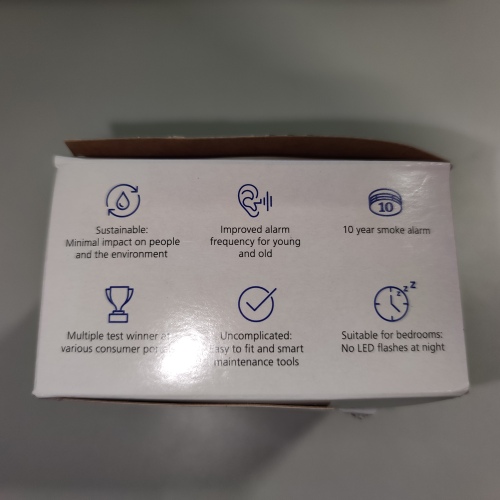 Sustainable:
Minimal impact on people
and the environment
Improved alarm
frequency for young
and old
10
10 year smoke alarm
Multiple test winner at
various consumer
Uncomplicated:
Easy to fit and smart
maintenance tools
z z z
Suitable for bedrooms:
No LED flashes at night